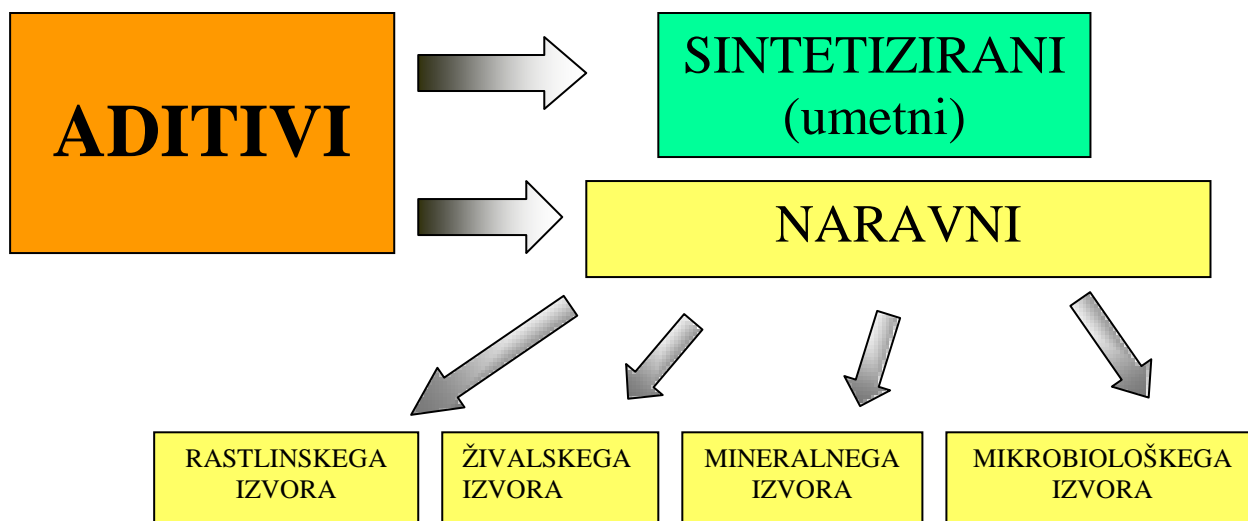 ADITIVI
SINTETIZIRANI
(umetni)
NARAVNI
RASTLINSKEGA
IZVORA
ŽIVALSKEGA
IZVORA
MINERALNEGA
IZVORA
MIKROBIOLOŠKEGA
IZVORA